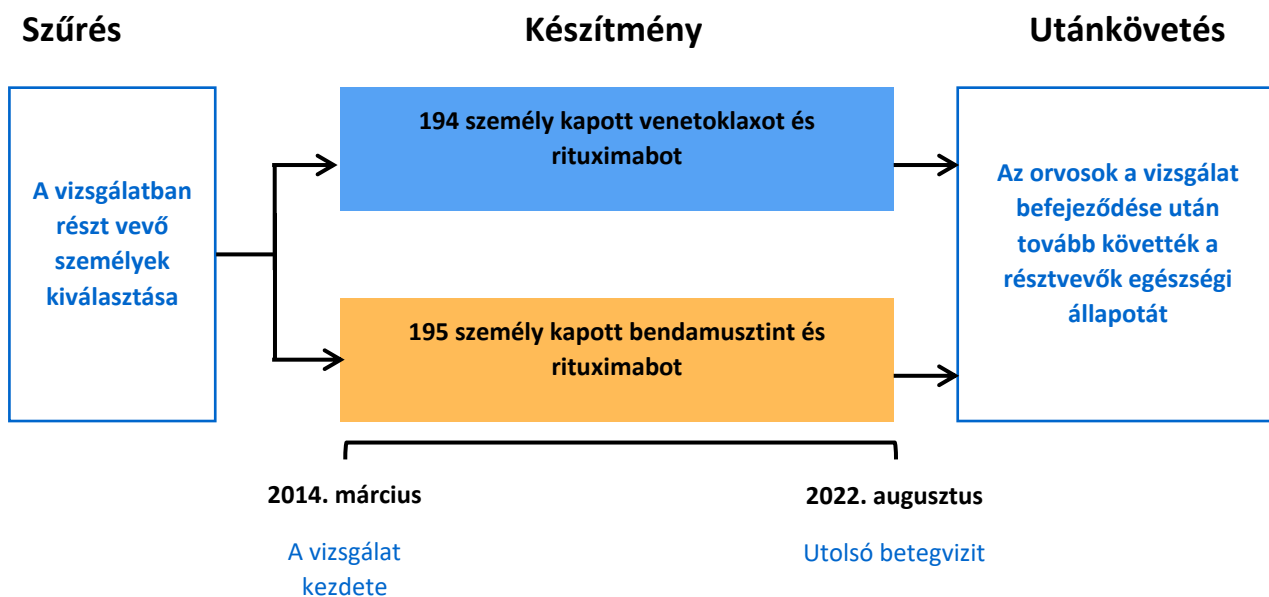 Szűrés
Készítmény
Utánkövetés
A vizsgálatban
részt vevő
személyek
kiválasztása
194 személy kapott venetoklaxot és
rituximabot
195 személy kapott bendamusztint és
rituximabot
Az orvosok a vizsgálat
befejeződése után
tovább követték a
résztvevők egészségi
állapotát
2014. március
A vizsgálat
kezdete
2022. augusztus
Utolsó betegvizit